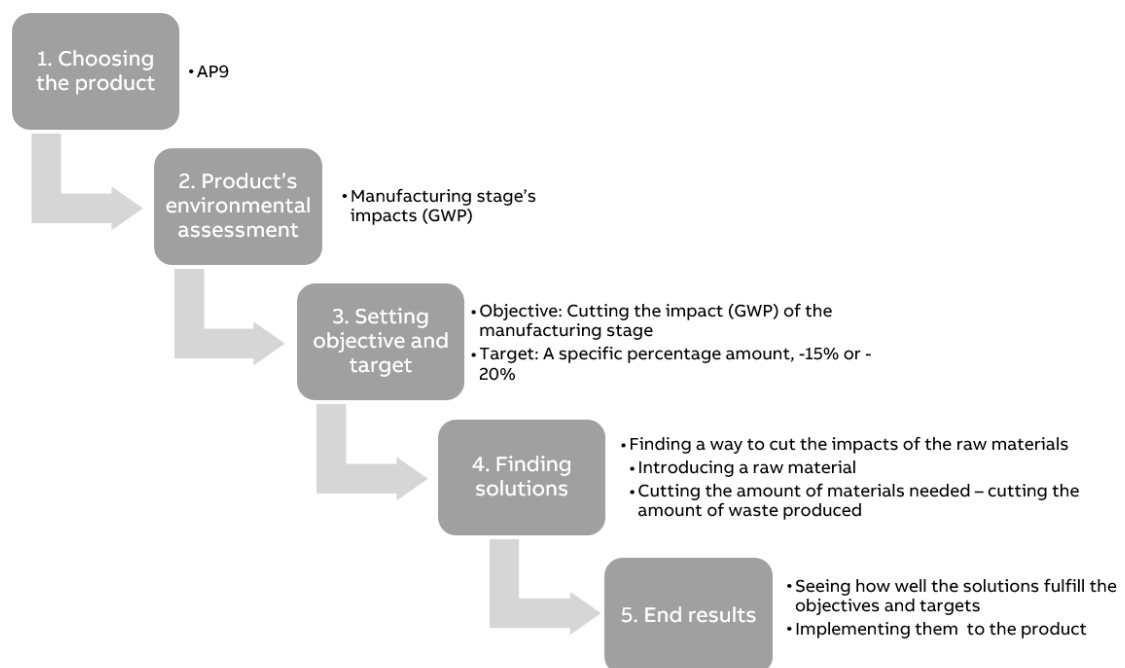 1. Choosing
the product
• AP9
2. Product's
environmental
assessment
• Manufacturing stage's
impacts (GWP)
3. Setting
objective and
target
• Objective: Cutting the impact (GWP) of the
manufacturing stage
• Target: A specific percentage amount, -15% or -
20%
4. Finding
solutions
• Finding a way to cut the impacts of the raw materials
• Introducing a raw material
• Cutting the amount of materials needed – cutting the
amount of waste produced
5. End results
• Seeing how well the solutions fulfill the
objectives and targets
• Implementing them  to the product